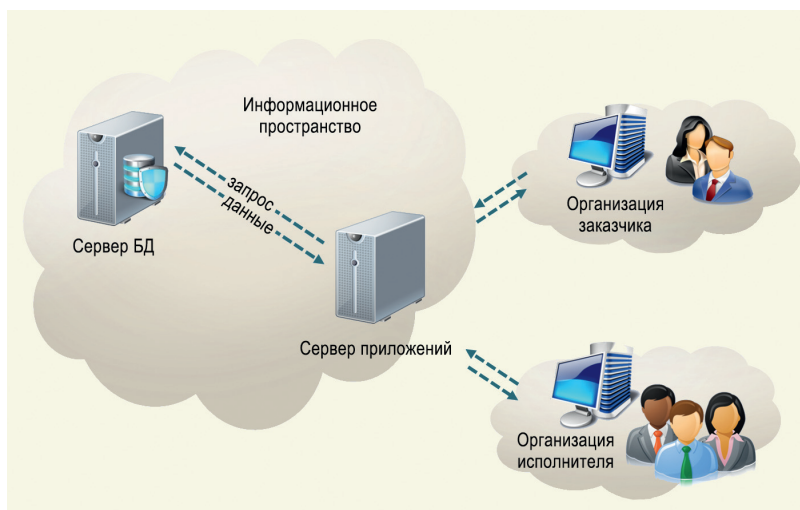 Информационное
пространство
запрос
данные
Сервер БД
Сервер приложений
Организация
заказчика
Организация
исполнителя